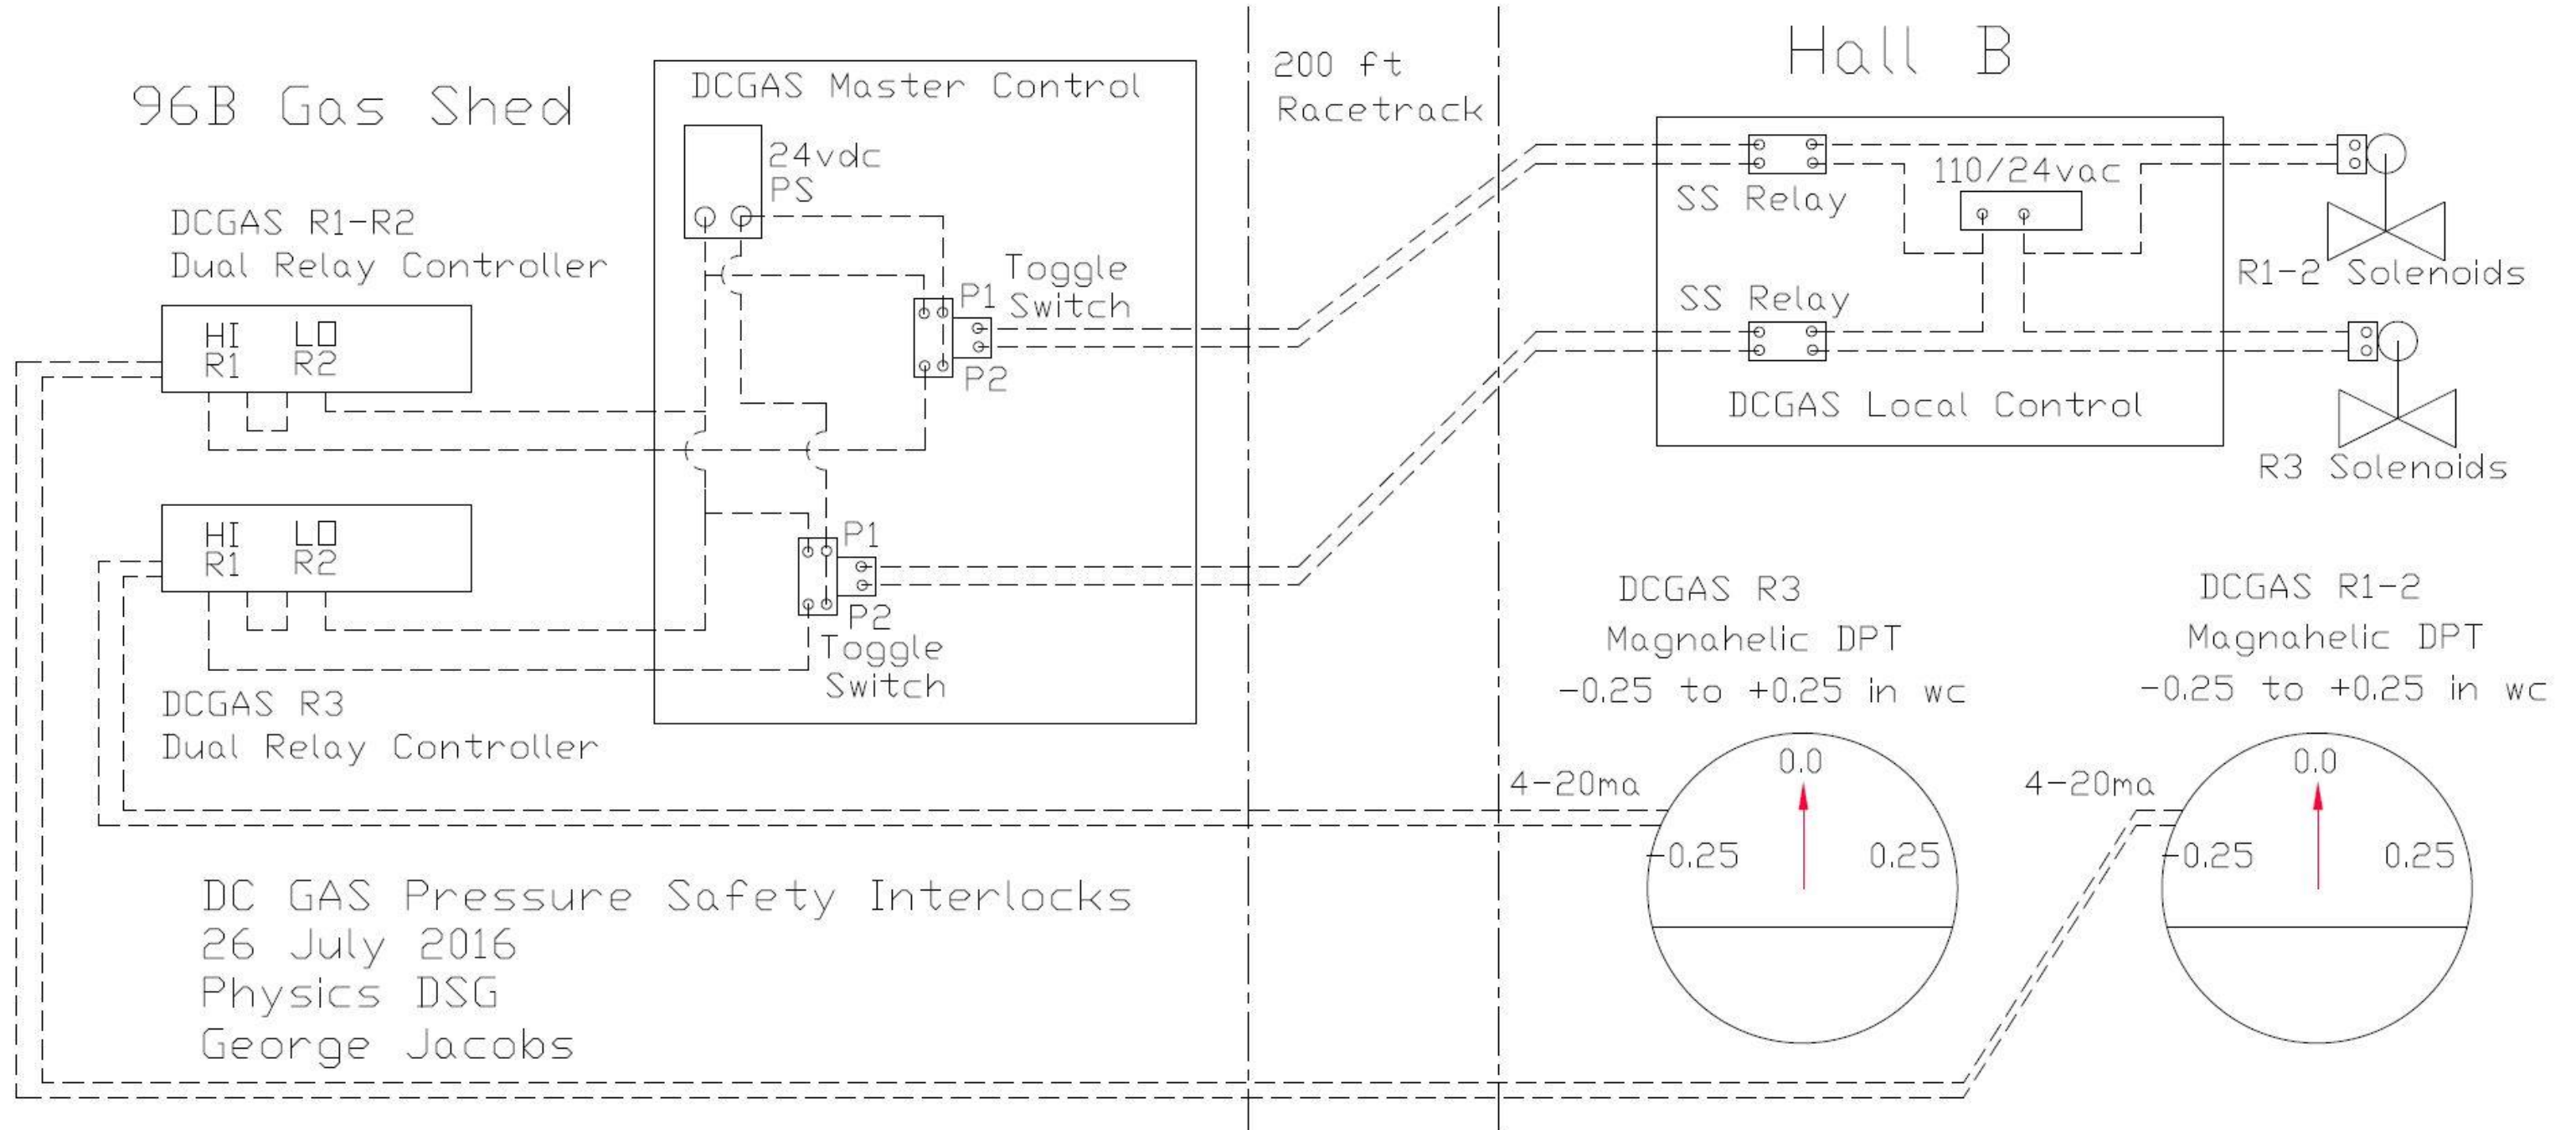 96B Gas Shed
DCGAS Master Control
24vdc
PS
DCGAS R1-R2
Dual Relay Controller
HI LO
R1 R2
Toggle
Switch
P1
P2
HI LO
R1 R2
DCGAS R3
Dual Relay Controller
P1
P2
Toggle
Switch
200 ft
Racetrack
Hall B
SS Relay
110/24vac
SS Relay
DCGAS Local Control
R1-2 Solenoids
R3 Solenoids
DCGAS R3
Magnahelic DPT
-0.25 to +0.25 in wc
4-20ma
0.0
-0.25 0.25
DCGAS R1-2
Magnahelic DPT
-0.25 to +0.25 in wc
4-20ma
0.0
-0.25 0.25
DC GAS Pressure Safety Interlocks
26 July 2016
Physics DSG
George Jacobs